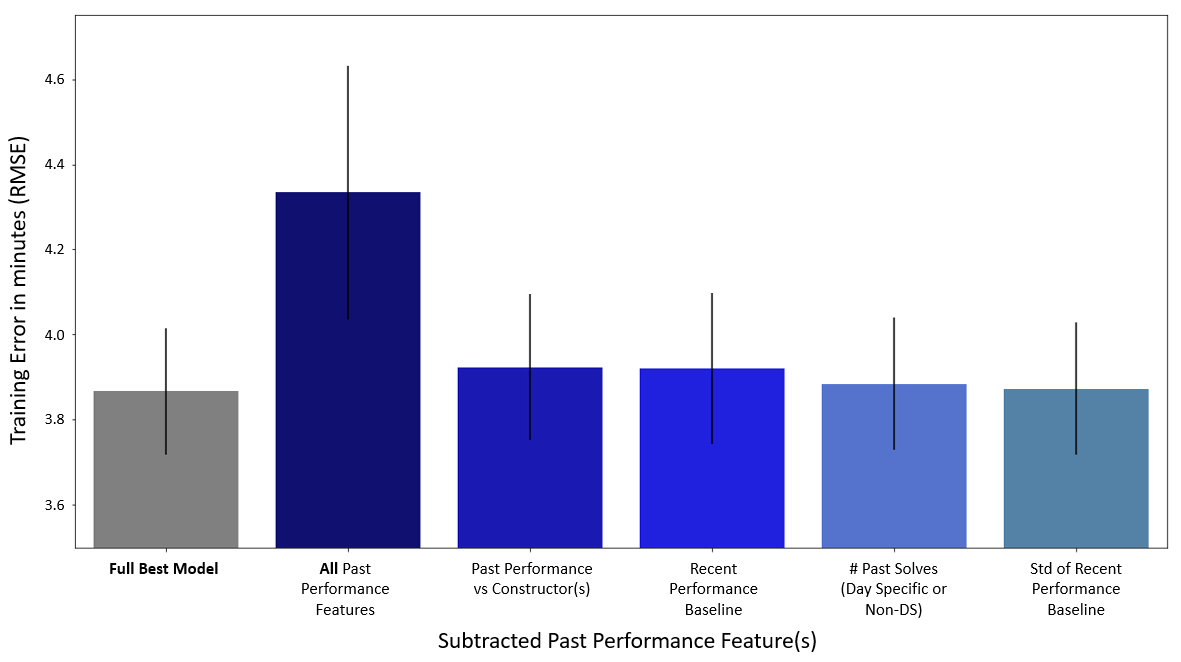 Training Error in minutes (RMSE)
4.6
4.4
4.2
4.0
3.8
3.6
Full Best Model
All Past
Performance
Features
Past Performance
vs Constructor(s)
Recent
Performance
Baseline
# Past Solves
(Day Specific or
Non-DS)
Std of Recent
Performance
Baseline
Subtracted Past Performance Feature(s)